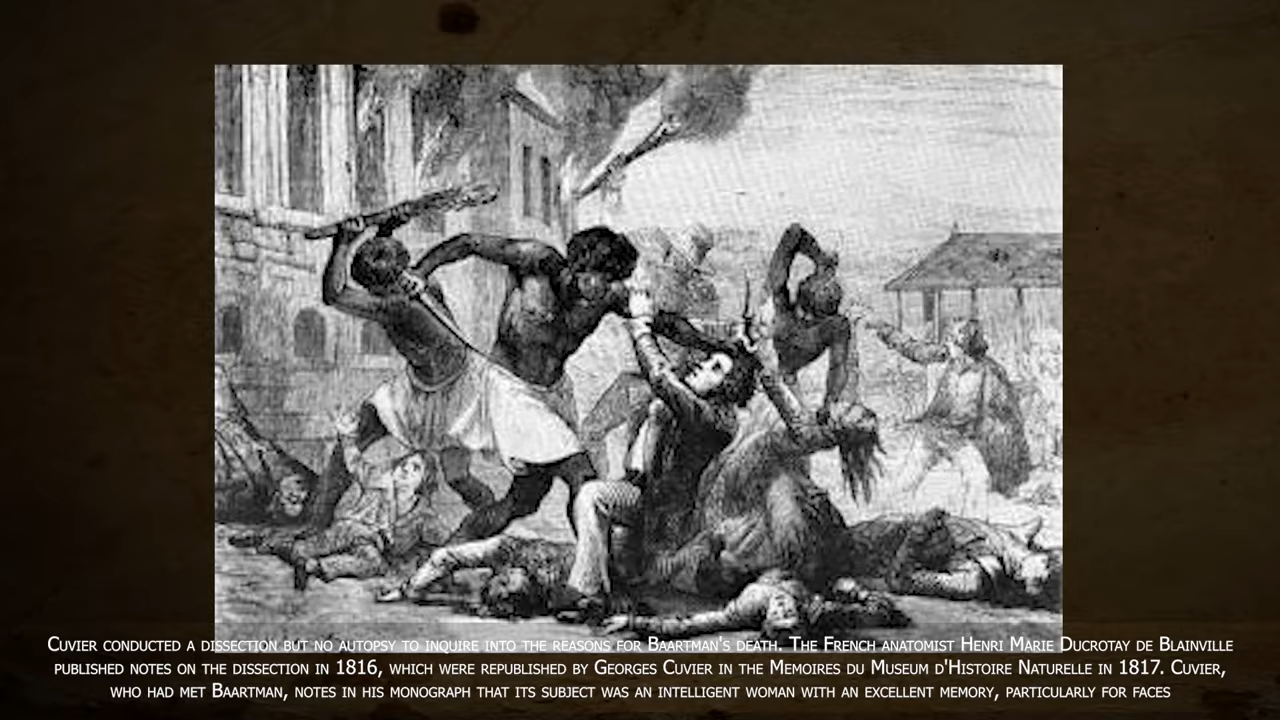 Cuvier conducted a dissection but no autopsy to inquire into the reasons for Baartman's death. The French anatomist Henri Marie Ducrotay de Blainville
published notes on the dissection in 1816, which were republished by Georges Cuvier in the Memoires du Museum d'Histoire Naturelle in 1817. Cuvier,
who had met Baartman, notes in his monograph that its subject was an intelligent woman with an excellent memory, particularly for faces